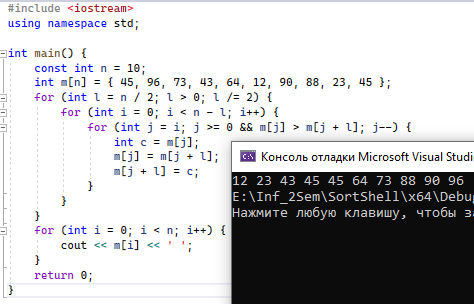 #include <iostream>
using namespace std;
int main() {
const int n = 10;
int m[n] = { 45, 96, 73, 43, 64, 12, 90, 88, 23, 45 };
for (int l = n / 2; l > 0; l /= 2) {
for (int i = 0; i < n - l; i++) {
for (int j = i; j >= 0 && m[j] > m[j + l]; j--) {
int c = m[j];
m[j] = m[j + l];
m[j + l] = c;
}
}
}
for (int i = 0; i < n; i++) {
cout << m[i] << ' ';
}
return 0;
}
Консоль отладки Microsoft Visual Studi
12 23 43 45 45 64 73 88 90 96
E:\Inf_2Sem\SortShell\x64\Debug
Нажмите любую клавишу, чтобы за